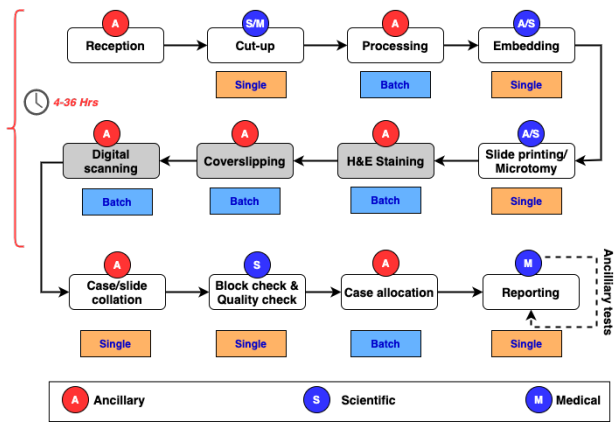 A
S/M
A
A/S
Reception
Cut-up
Processing
Embedding
Single
Batch
Single
4-36 Hrs
A
A
A
A/S
Digital
scanning
Coverslipping
H&E Staining
Slide printing/
Microtomy
Batch
Batch
Batch
Single
A
S
A
M
Case/slide
collation
Block check &
Quality check
Case allocation
Reporting
Ancilliary tests
Single
Single
Batch
Single
A Ancillary
S Scientific
M Medical